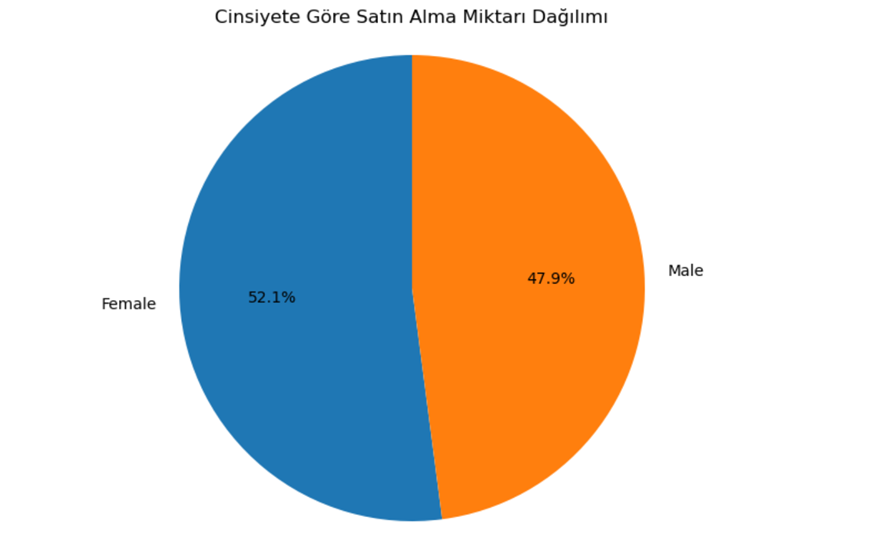 Cinsiyete Göre Satın Alma Miktarı Dağılımı
47.9%
Male
52.1%
Female